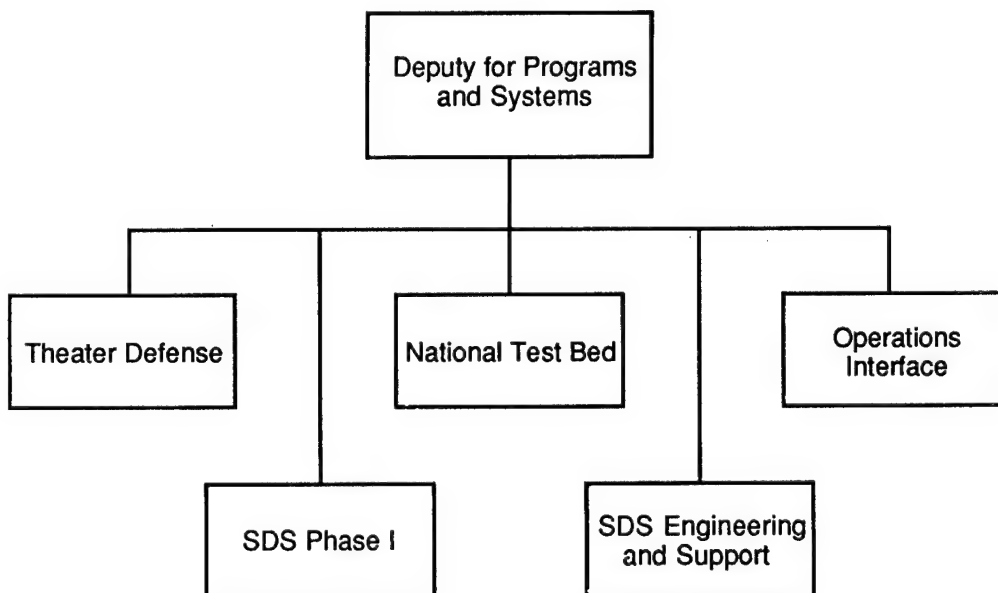 Deputy for Programs
and Systems
Theater Defense
National Test Bed
Operations
Interface
SDS Phase I
SDS Engineering
and Support